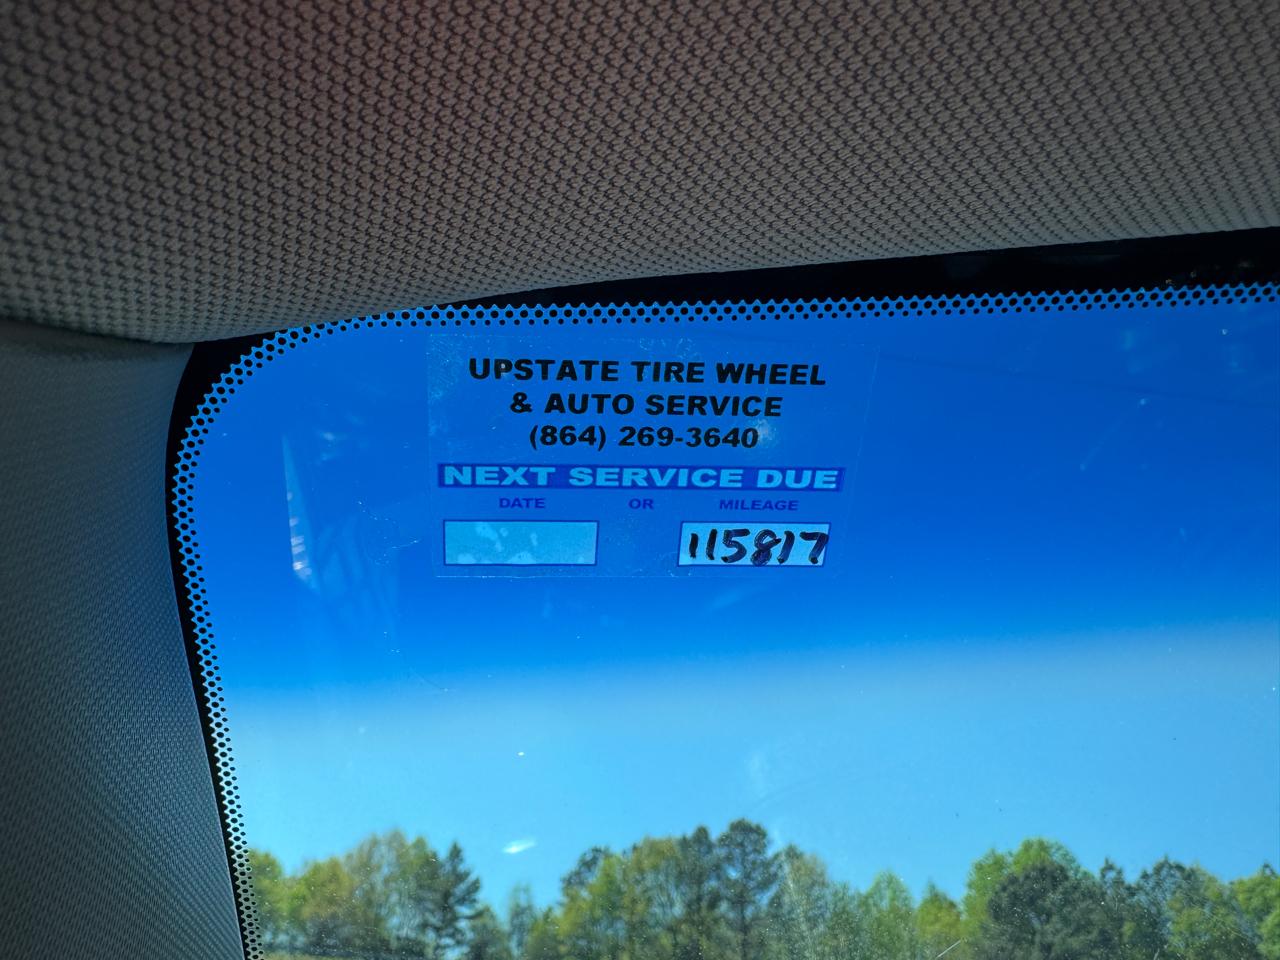 UPSTATE TIRE WHEEL
& AUTO SERVICE
(864) 269-3640
NEXT SERVICE DUE
DATE OR MILEAGE
115817